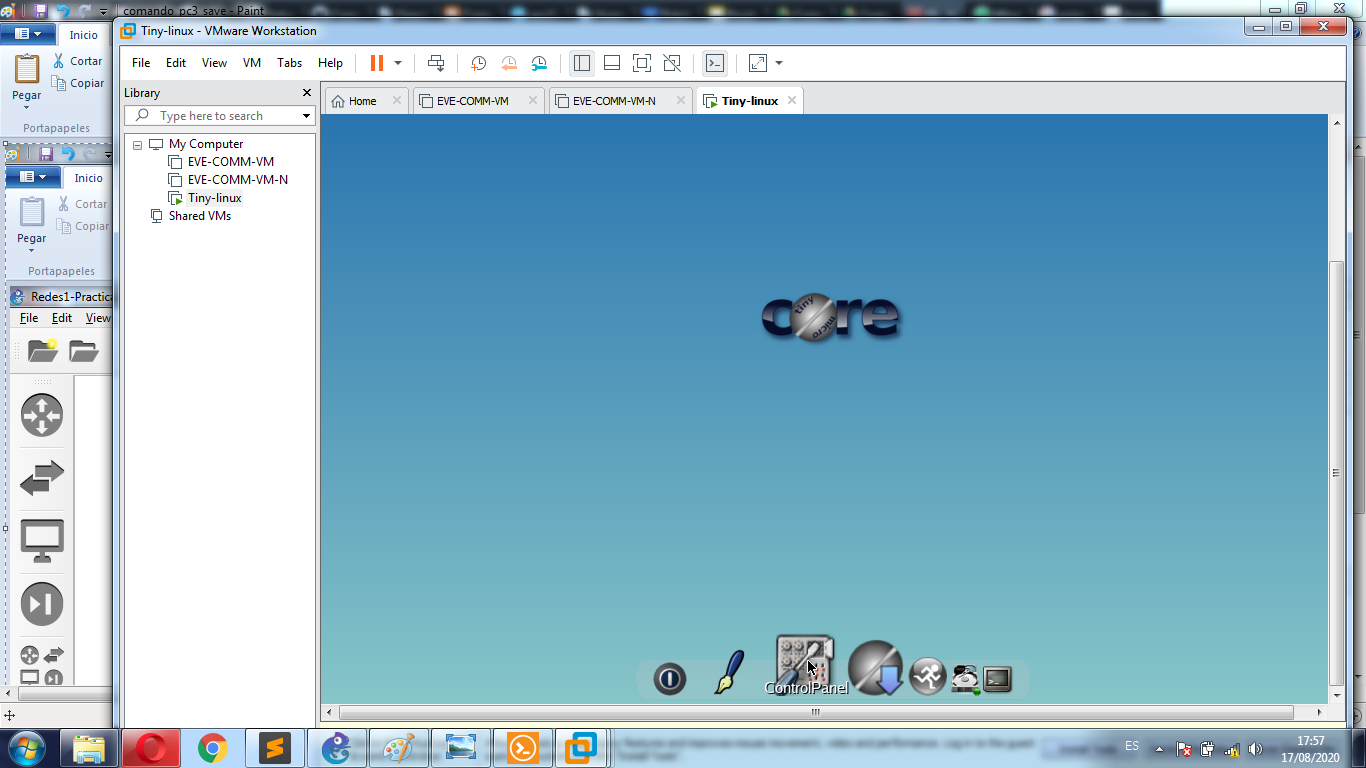 comando_pc3_save - Paint
Inicio
Cortar
Copiar
Pegar
Portapapeles
Inicio
Cortar
Copiar
Pegar
Portapapeles
Redes1-Practica
File Edit View
Tiny-linux - VMware Workstation
File Edit View VM Tabs Help
Library
Type here to search
My Computer
EVE-COMM-VM
EVE-COMM-VM-N
Tiny-linux
Shared VMs
Home
EVE-COMM-VM
EVE-COMM-VM-N
Tiny-linux
core
tiny
micro
ControlPanel
ES
17:57
17/08/2020